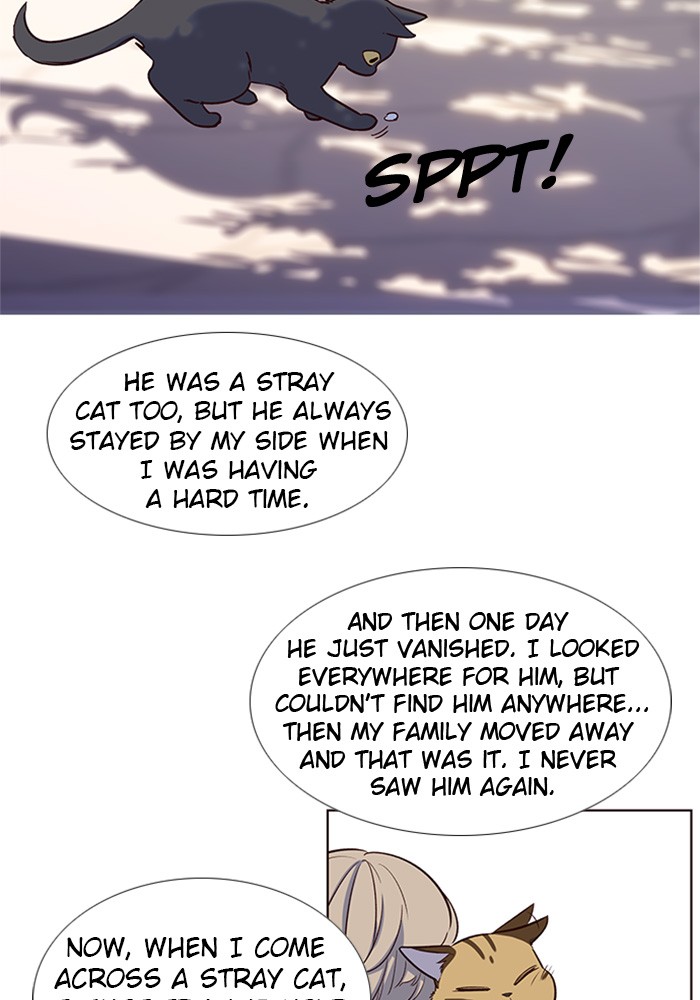 SPPT!
HE WAS A STRAY
CAT TOO, BUT HE ALWAYS
STAYED BY MY SIDE WHEN
I WAS HAVING
A HARD TIME.
AND THEN ONE DAY
HE JUST VANISHED. I LOOKED
EVERYWHERE FOR HIM, BUT
COULDN'T FIND HIM ANYWHERE...
THEN MY FAMILY MOVED AWAY
AND THAT WAS IT. I NEVER
SAW HIM AGAIN.
NOW, WHEN I COME
ACROSS A STRAY CAT,